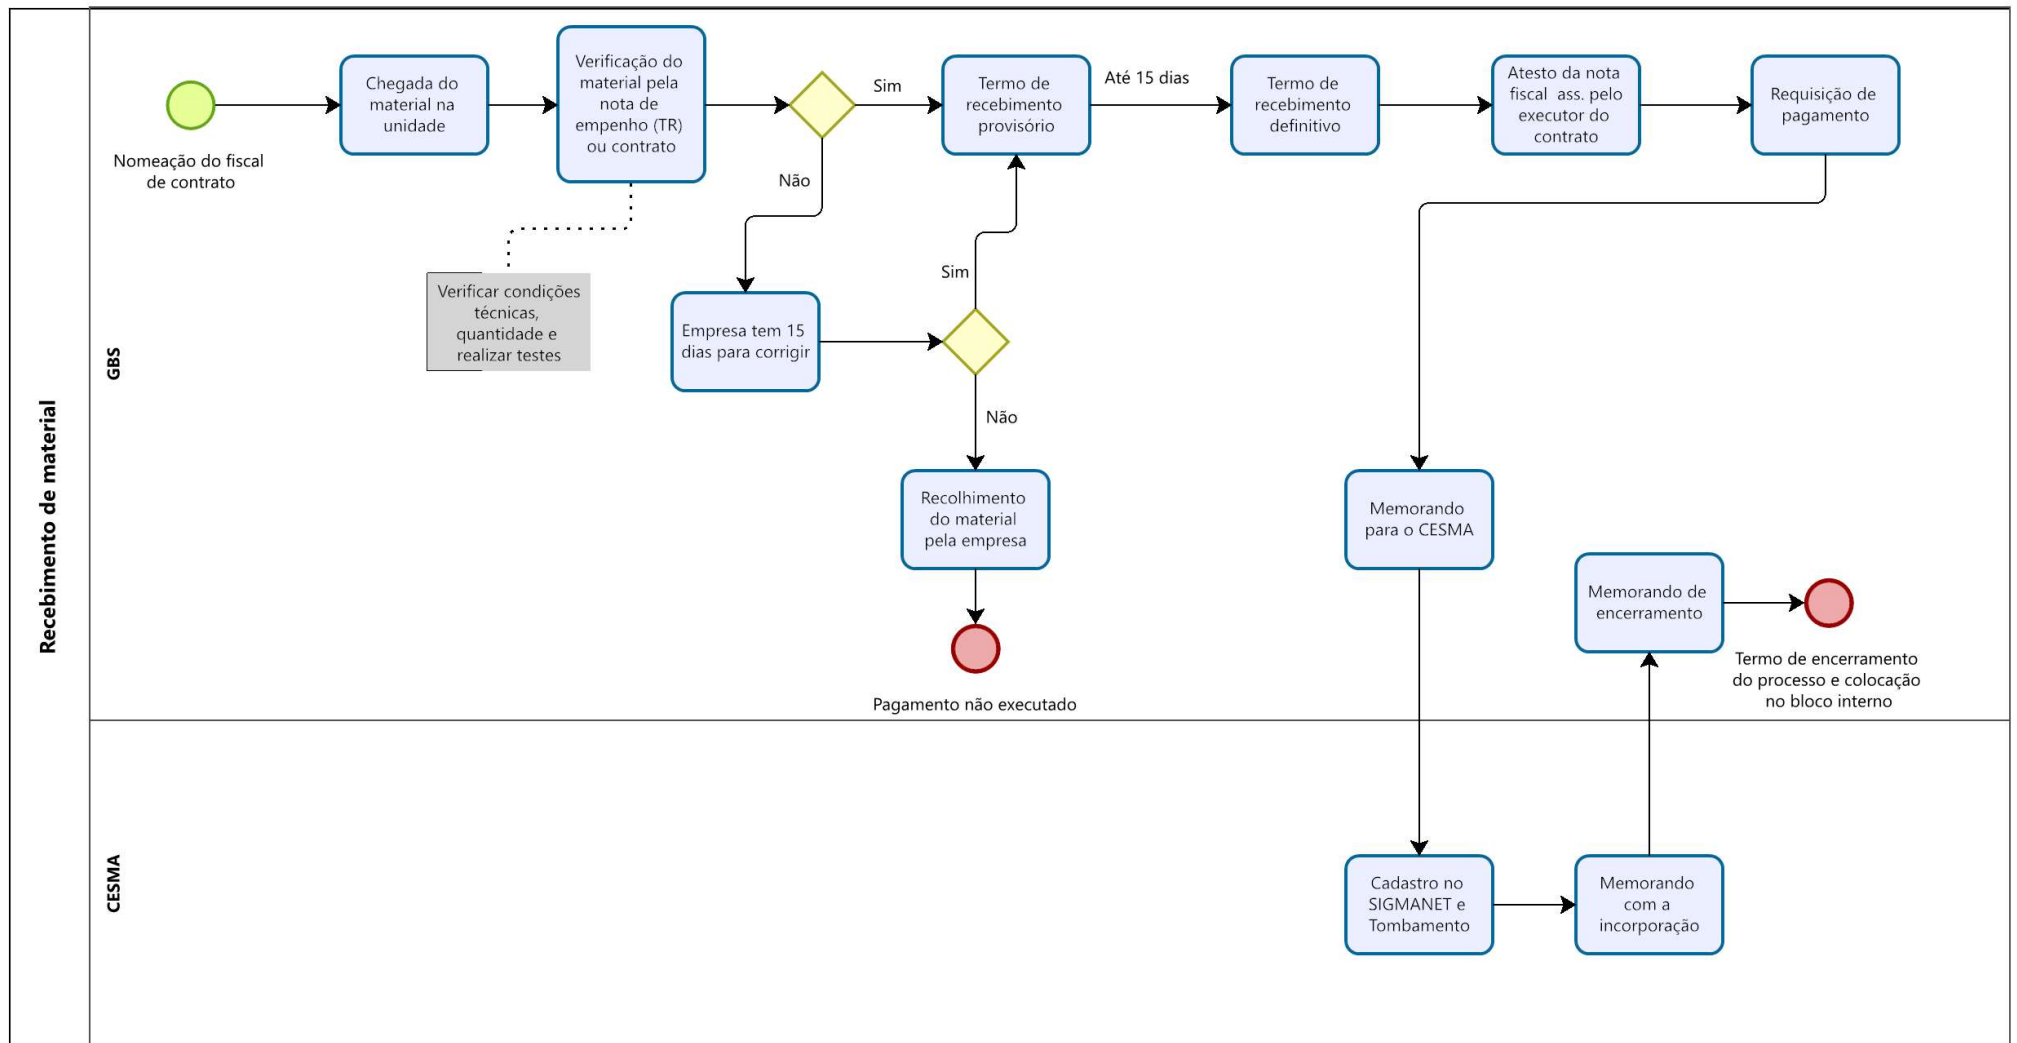 Recebimento de material
GBS
Nomeação do fiscal
de contrato
Chegada do
material na
unidade
Verificação do
material pela
nota de
empenho (TR)
ou contrato
Verificar condições
técnicas,
quantidade e
realizar testes
Sim
Não
Empresa tem 15
dias para corrigir
Sim
Não
Recolhimento
do material
pela empresa
Pagamento não executado
Termo de
recebimento
provisório
Até 15 dias
Termo de
recebimento
definitivo
Atesto da nota
fiscal ass. pelo
executor do
contrato
Requisição de
pagamento
Memorando
para o CESMA
Memorando de
encerramento
Termo de encerramento
do processo e colocação
no bloco interno
CESMA
Cadastro no
SIGMANET e
Tombamento
Memorando
com a
incorporação